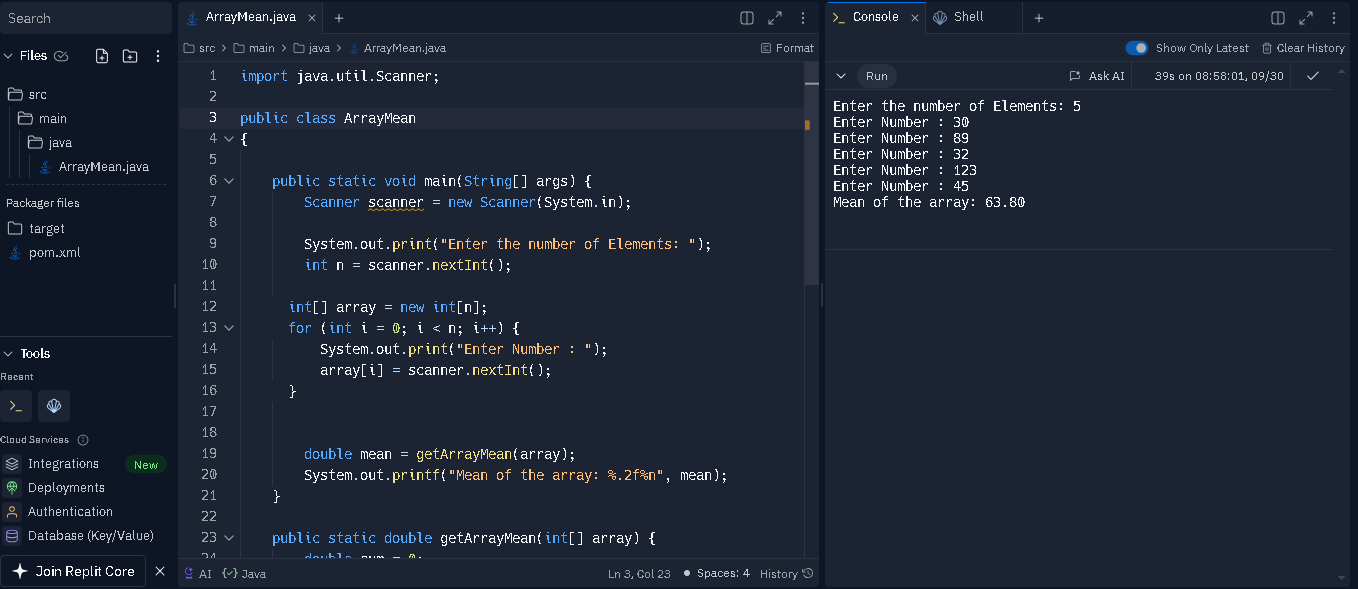 Search
Files
src
main
java
ArrayMean.java
Packager files
target
pom.xml
Tools
Recent
Cloud Services
Integrations New
Deployments
Authentication
Database (Key/Value)
Join Replit Core
ArrayMean.java
src > main > java > ArrayMean.java Format
1 import java.util.Scanner;
2
3 public class ArrayMean
4 {
5
6 public static void main(String[] args) {
7 Scanner scanner = new Scanner(System.in);
8
9 System.out.print("Enter the number of Elements: ");
10 int n = scanner.nextInt();
11
12 int[] array = new int[n];
13 for (int i = 0; i < n; i++) {
14 System.out.print("Enter Number : ");
15 array[i] = scanner.nextInt();
16 }
17
18
19 double mean = getArrayMean(array);
20 System.out.printf("Mean of the array: %.2f%n", mean);
21 }
22
23 public static double getArrayMean(int[] array) {
24 double sum = 0;
AI Java Ln 3, Col 23 Spaces: 4 History
Console Shell
Show Only Latest Clear History
Run Ask AI 39s on 08:58:01, 09/30
Enter the number of Elements: 5
Enter Number : 30
Enter Number : 89
Enter Number : 32
Enter Number : 123
Enter Number : 45
Mean of the array: 63.80